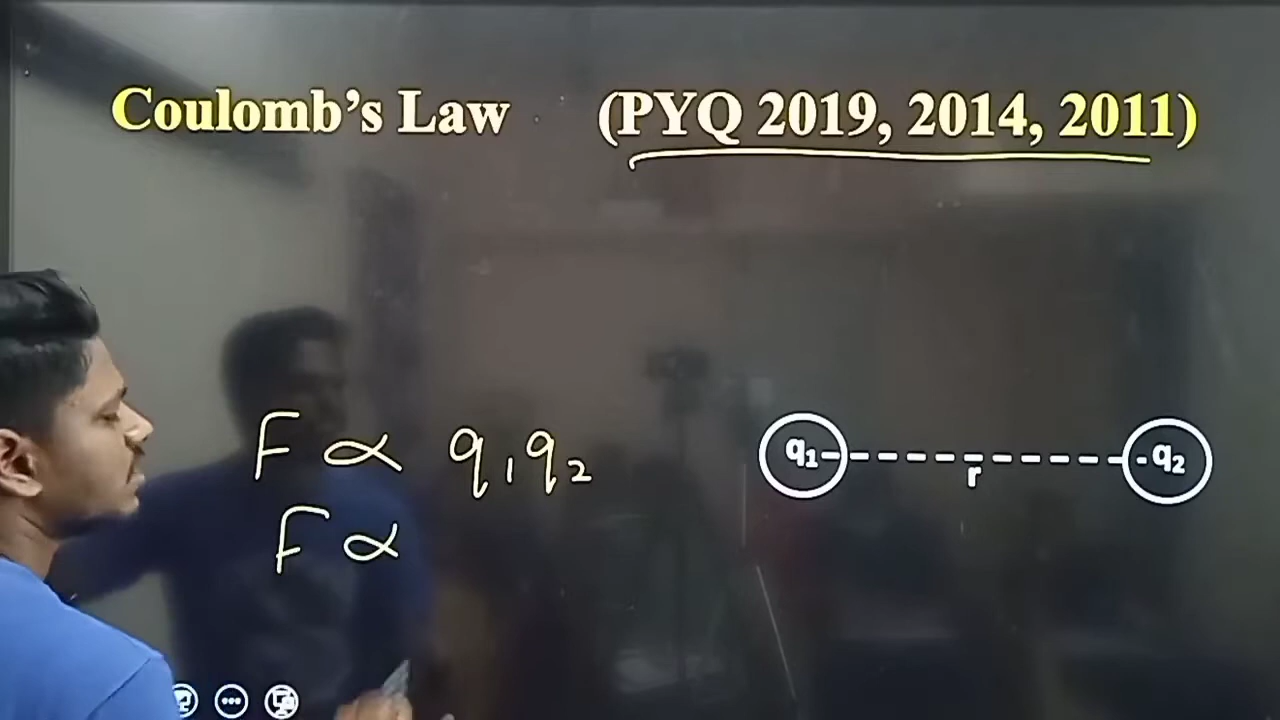 Coulomb's Law (PYQ 2019, 2014, 2011)
F ∝ q₁q₂
q₁ r q₂
F ∝